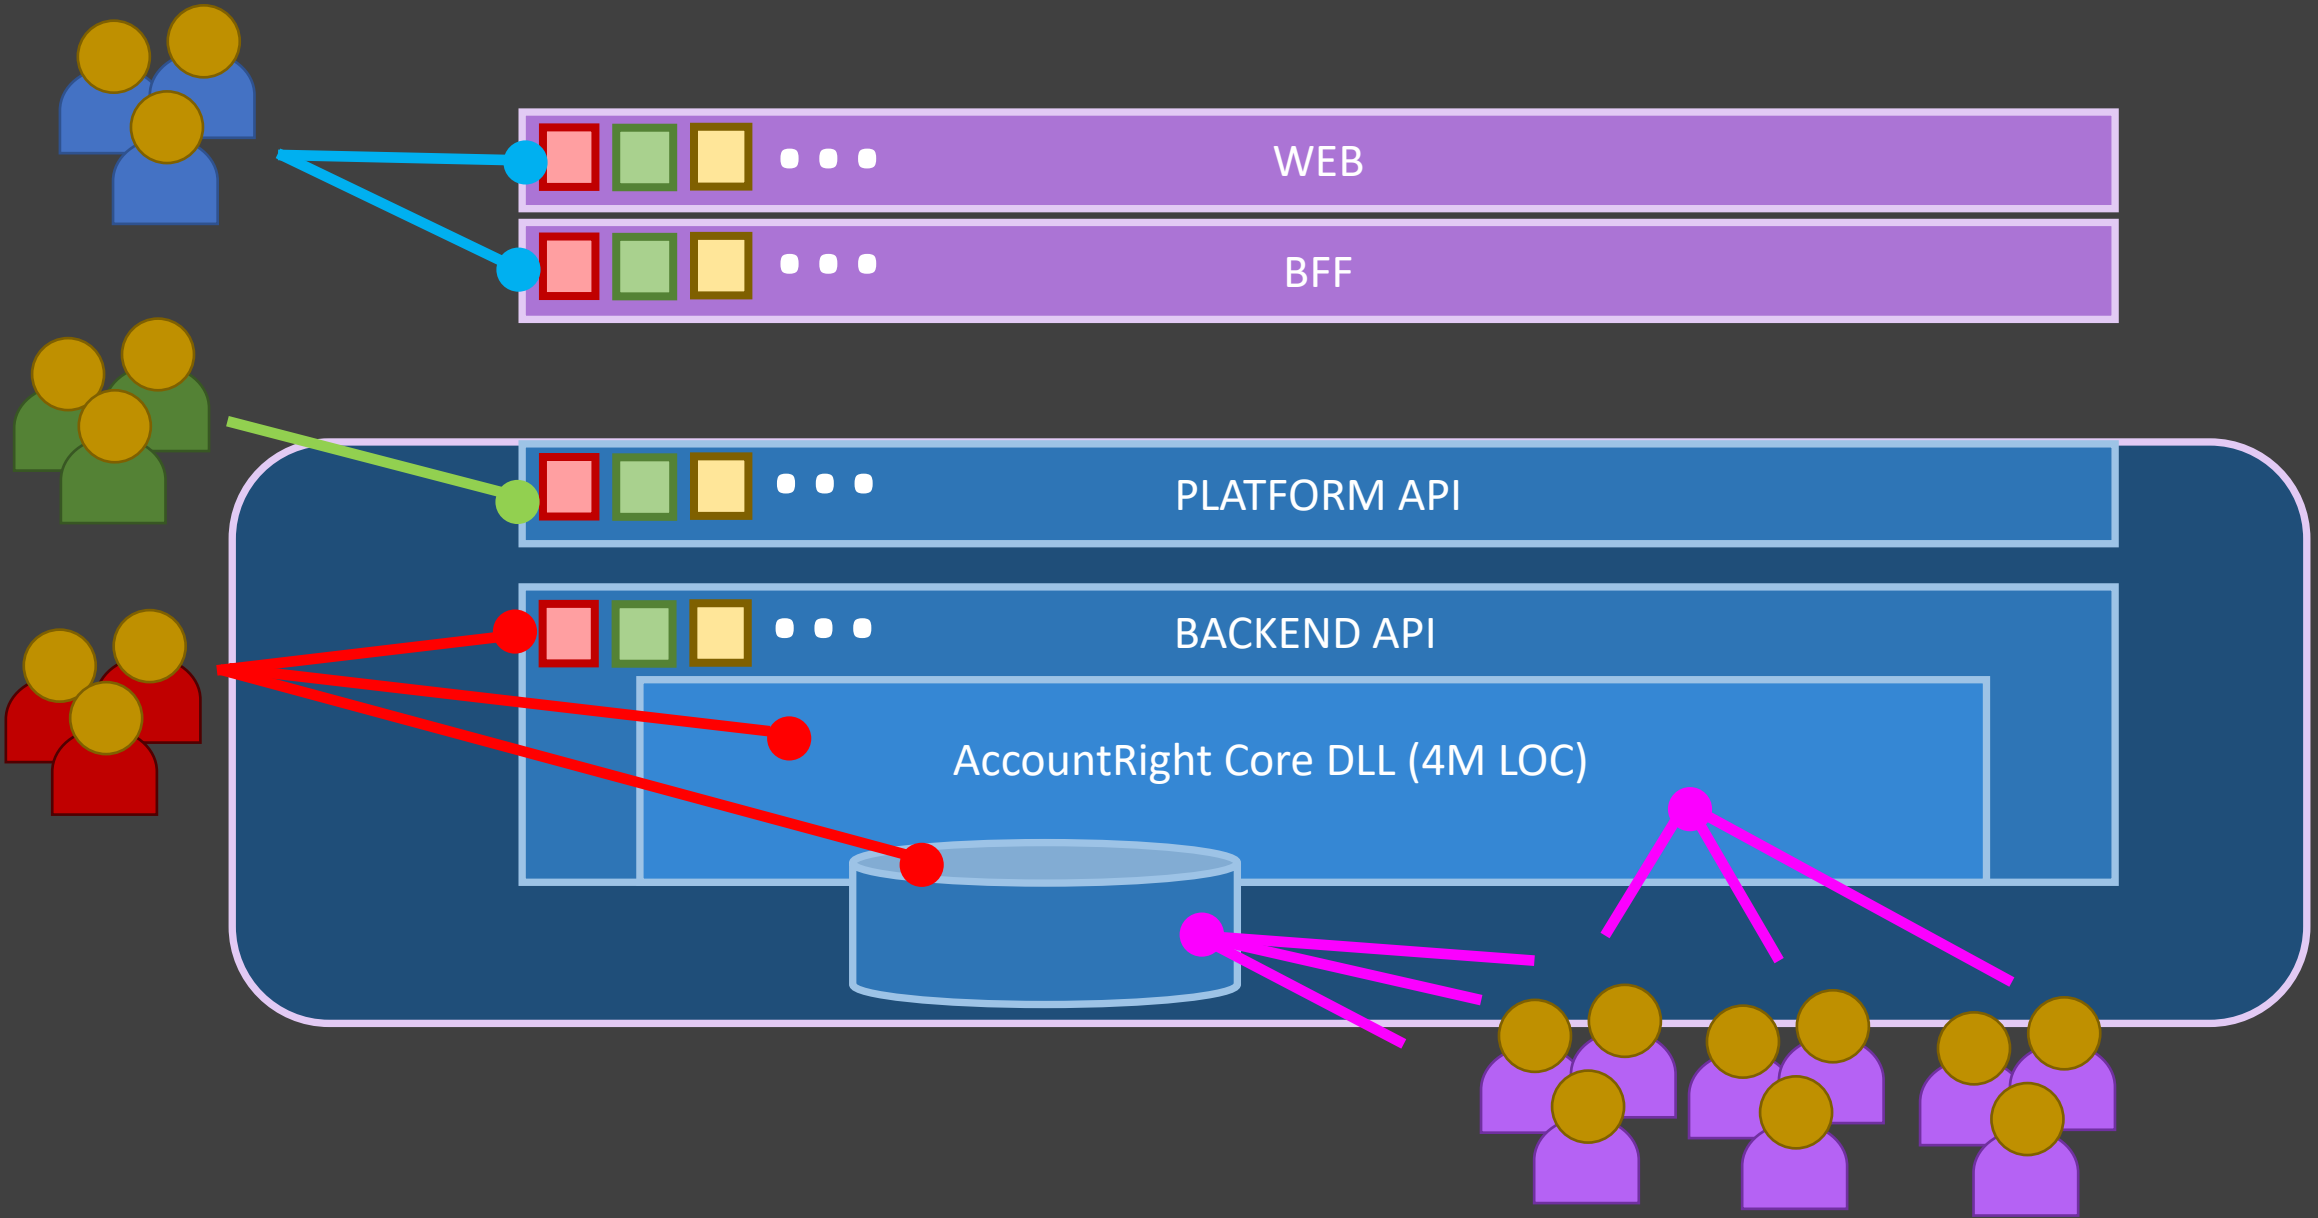 WEB
BFF
PLATFORM API
BACKEND API
AccountRight Core DLL (4M LOC)